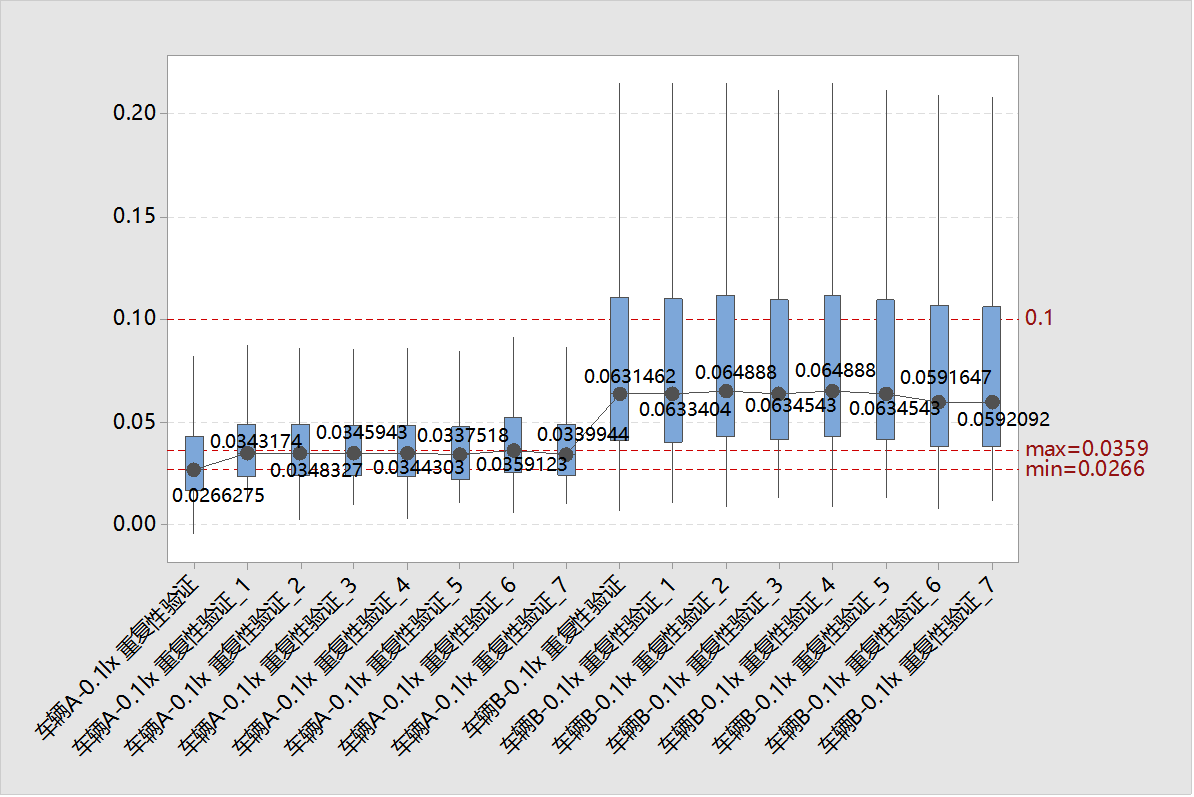 0.20
0.15
0.10
0.05
0.00
0.0266275
0.0343174
0.0348327
0.0345943
0.0344303
0.0337518
0.0359123
0.0339944
0.0631462
0.0633404
0.064888
0.0634543
0.064888
0.0634543
0.0591647
0.0592092
0.1
max=0.0359
min=0.0266
车辆A-0.1lx 重复性验证
车辆A-0.1lx 重复性验证_1
车辆A-0.1lx 重复性验证_2
车辆A-0.1lx 重复性验证_3
车辆A-0.1lx 重复性验证_4
车辆A-0.1lx 重复性验证_5
车辆A-0.1lx 重复性验证_6
车辆A-0.1lx 重复性验证_7
车辆B-0.1lx 重复性验证
车辆B-0.1lx 重复性验证_1
车辆B-0.1lx 重复性验证_2
车辆B-0.1lx 重复性验证_3
车辆B-0.1lx 重复性验证_4
车辆B-0.1lx 重复性验证_5
车辆B-0.1lx 重复性验证_6
车辆B-0.1lx 重复性验证_7